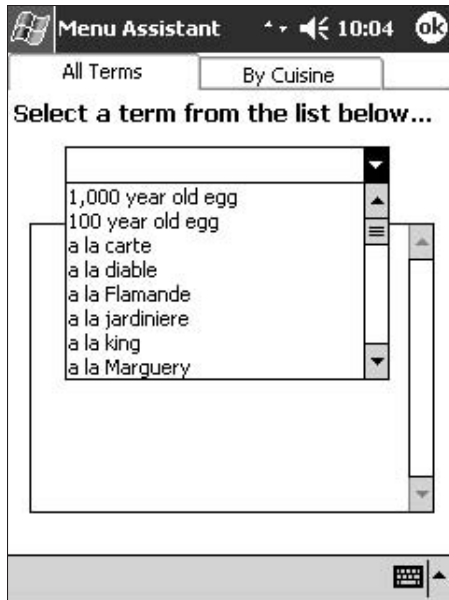 Menu Assistant 10:04 ok
All Terms By Cuisine
Select a term from the list below...
1,000 year old egg
100 year old egg
a la carte
a la diable
a la Flamande
a la jardiniere
a la king
a la Marguery